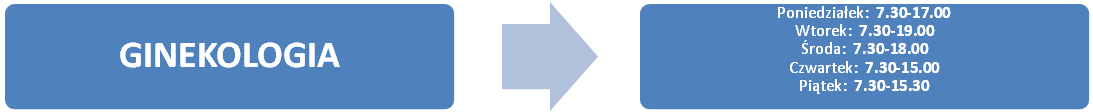 GINEKOLOGIA
Poniedziałek: 7.30-17.00
Wtorek: 7.30-19.00
Środa: 7.30-18.00
Czwartek: 7.30-15.00
Piątek: 7.30-15.30